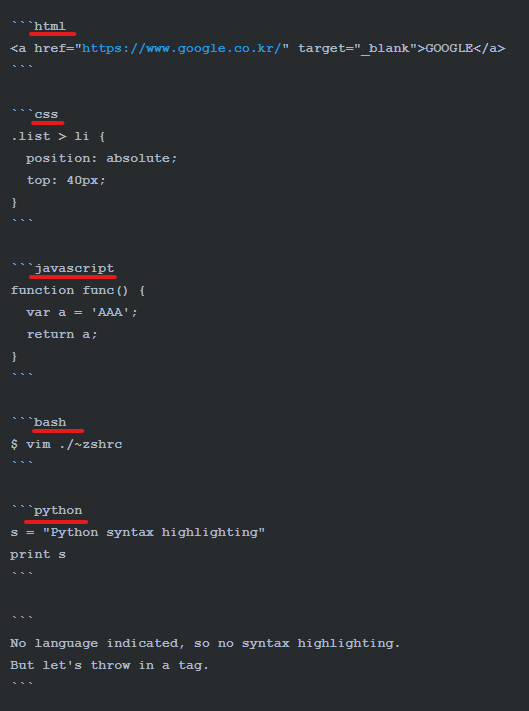 ```html
<a href="https://www.google.co.kr/" target="_blank">GOOGLE</a>
```
```css
.list > li {
  position: absolute;
  top: 40px;
}
```
```javascript
function func() {
  var a = 'AAA';
  return a;
}
```
```bash
$ vim ./~zshrc
```
```python
s = "Python syntax highlighting"
print s
```
```
No language indicated, so no syntax highlighting.
But let's throw in a tag.
```